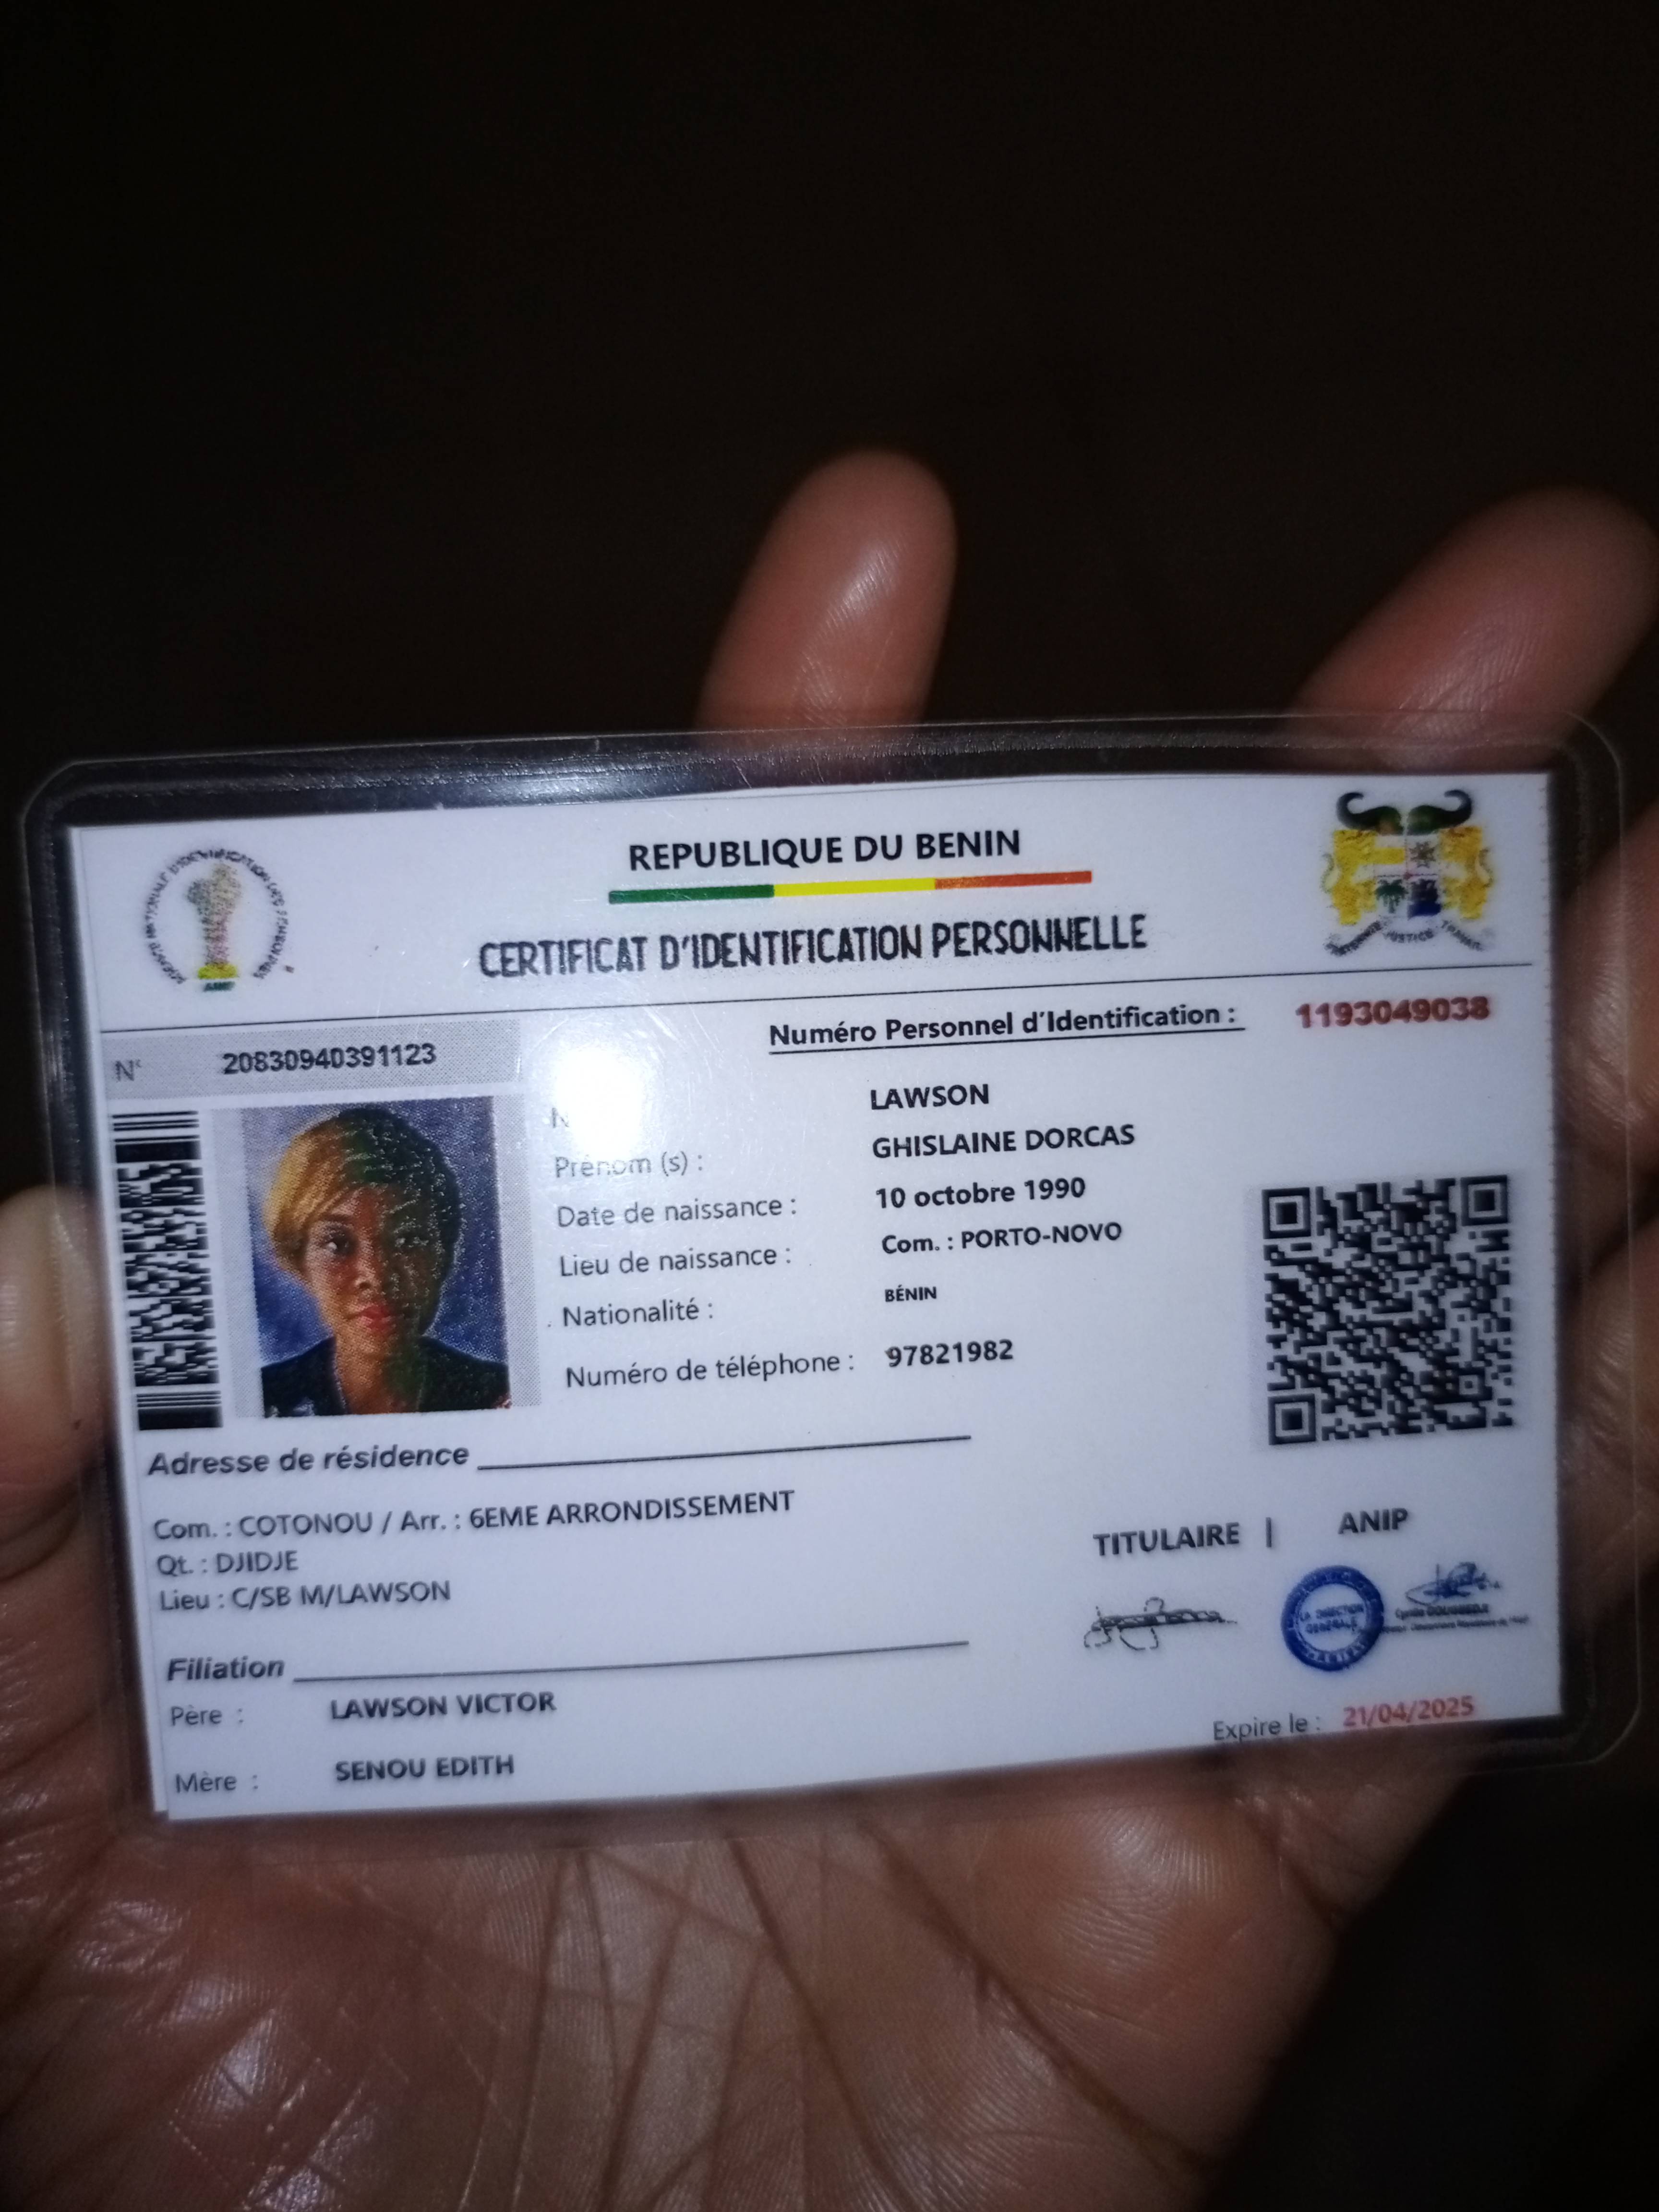 REPUBLIQUE DU BENIN
CERTIFICAT D'IDENTIFICATION PERSONNELLE
Numéro Personnel d'Identification : 1193049038
N° 20830940391123
LAWSON
Prénom (s) : GHISLAINE DORCAS
Date de naissance : 10 octobre 1990
Lieu de naissance : Com. : PORTO-NOVO
Nationalité : BÉNIN
Numéro de téléphone : 97821982
Adresse de résidence
Com. : COTONOU / Arr. : 6EME ARRONDISSEMENT
Qt. : DJIDJE
Lieu : C/SB M/LAWSON
TITULAIRE | ANIP
LA DIRECTION
GENERALE
Filiation
Père : LAWSON VICTOR
Mère : SENOU EDITH
Expire le : 21/04/2025